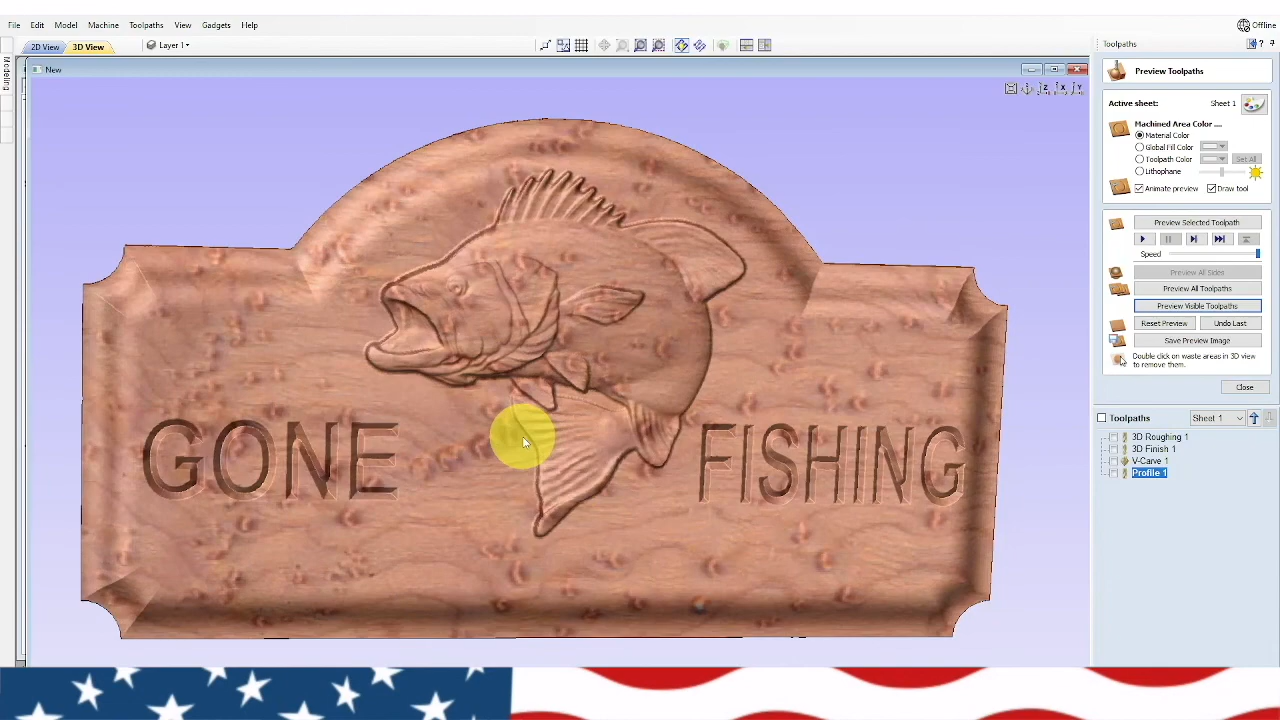 File Edit Model Machine Toolpaths View Gadgets Help
Offline
2D View 3D View Layer 1
Toolpaths
Modeling
New
Preview Toolpaths
Active sheet: Sheet 1
Machined Area Color ....
Material Color
Global Fill Color
Toolpath Color Set All
Lithophane
Animate preview Draw tool
Preview Selected Toolpath
Speed
Preview All Sides
Preview All Toolpaths
Preview Visible Toolpaths
Reset Preview Undo Last
Save Preview Image
Double click on waste areas in 3D view
to remove them.
Close
Toolpaths Sheet 1
3D Roughing 1
3D Finish 1
V-Carve 1
Profile 1
GONE FISHING